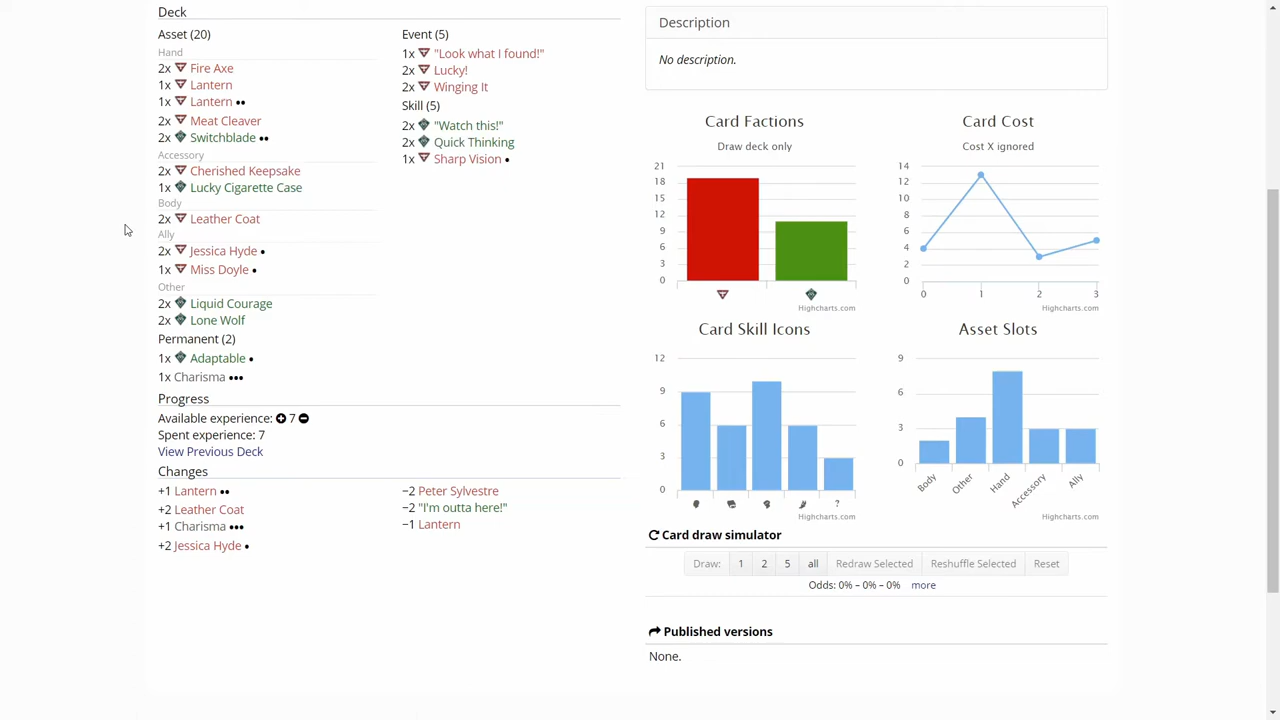 Deck
Asset (20)
Hand
2x Fire Axe
1x Lantern
1x Lantern ••
2x Meat Cleaver
2x Switchblade ••
Accessory
2x Cherished Keepsake
1x Lucky Cigarette Case
Body
2x Leather Coat
Ally
2x Jessica Hyde •
1x Miss Doyle •
Other
2x Liquid Courage
2x Lone Wolf
Permanent (2)
1x Adaptable •
1x Charisma •••
Event (5)
1x "Look what I found!"
2x Lucky!
2x Winging It
Skill (5)
2x "Watch this!"
2x Quick Thinking
1x Sharp Vision •
Progress
Available experience: 7
Spent experience: 7
View Previous Deck
Changes
+1 Lantern ••
+2 Leather Coat
+1 Charisma •••
+2 Jessica Hyde •
−2 Peter Sylvestre
−2 "I'm outta here!"
−1 Lantern
Description
No description.
Card Factions
Draw deck only
21
18
15
12
9
6
3
0
Highcharts.com
Card Cost
Cost X ignored
14
12
10
8
6
4
2
0
0 1 2 3
Highcharts.com
Card Skill Icons
12
9
6
3
0
?
Highcharts.com
Asset Slots
9
6
3
0
Body Other Hand Accessory Ally
Highcharts.com
Card draw simulator
Draw: 1 2 5 all Redraw Selected Reshuffle Selected Reset
Odds: 0% – 0% – 0% more
Published versions
None.